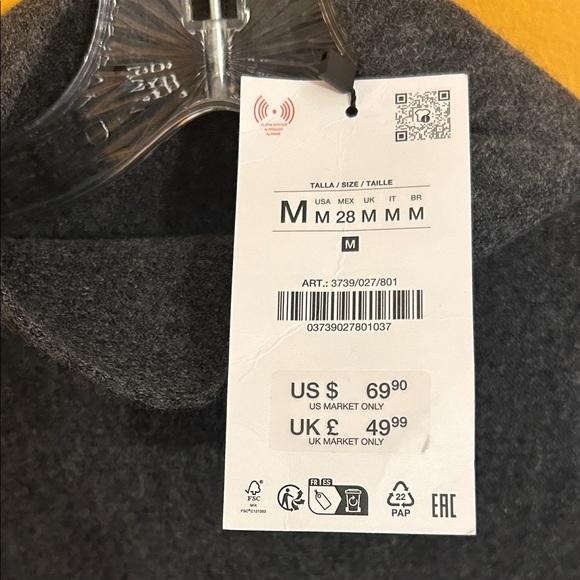 TALLA / SIZE / TAILLE
M
USA MEX UK IT BR
M 28 M M M
M
ART.: 3739/027/801
03739027801037
US $ 69.90
US MARKET ONLY
UK £ 49.99
UK MARKET ONLY
FR ES
FSC
MIX
22
PAP
EAC